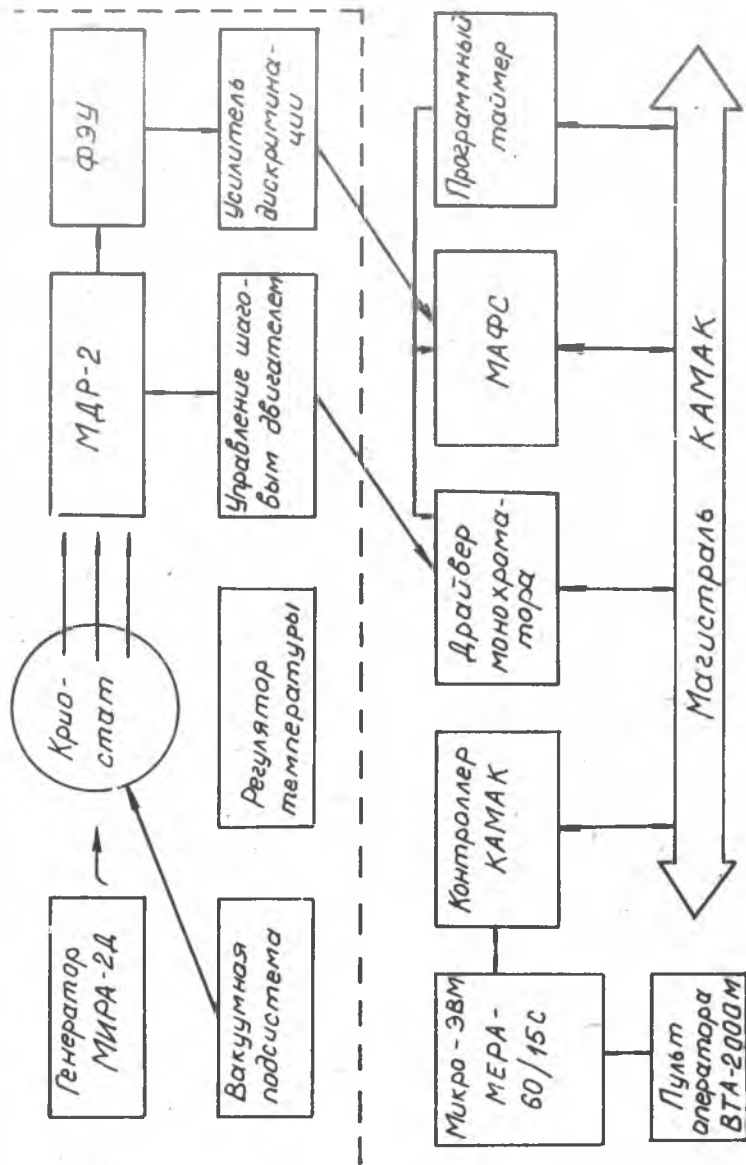 Генератор
МИРА-2Д
Крио-
стат
МДР-2
ФЭУ
Вакуумная
подсистема
Регулятор
температуры
Управление шаго-
вым двигателем
Усилитель
дискримина-
ции
Микро-ЭВМ
МЕРА-
60/15С
Контроллер
КАМАК
Драйвер
монохрома-
тора
МАФС
Программный
таймер
Пульт
оператора
ВТА-2000М
Магистраль КАМАК